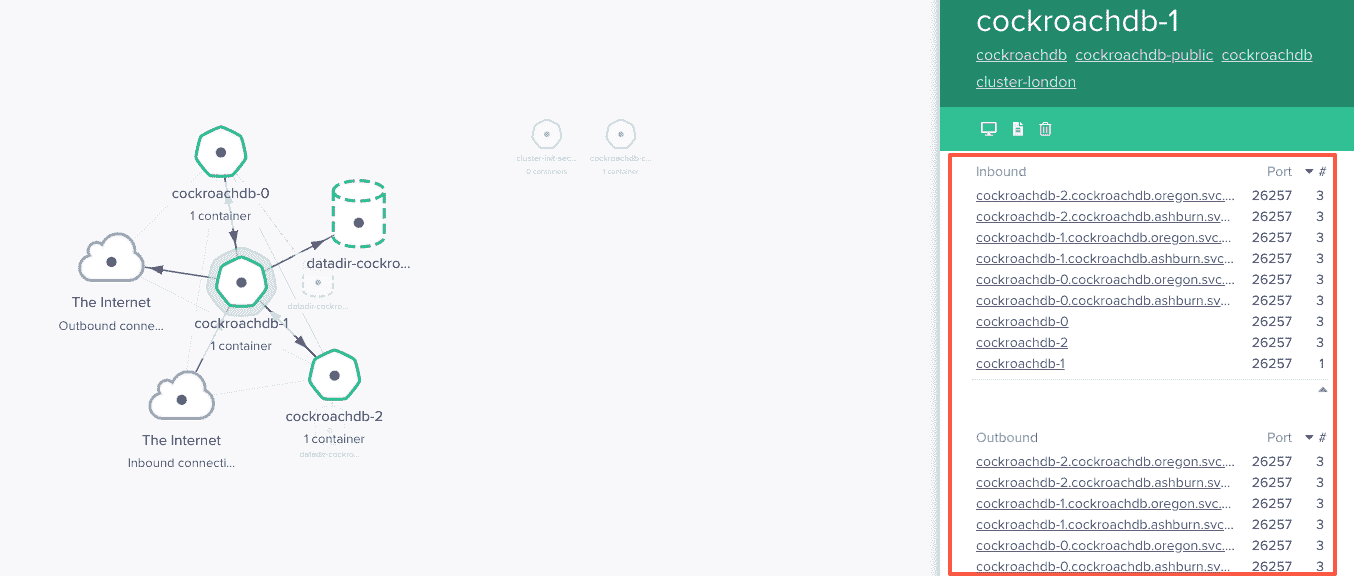 cockroachdb-1
cockroachdb cockroachdb-public cockroachdb
cluster-london
cluster-init-sec...
0 containers
cockroachdb-c...
1 container
cockroachdb-0
1 container
datadir-cockro...
The Internet
Outbound conne...
datadir-cockro...
cockroachdb-1
1 container
cockroachdb-2
1 container
datadir-cockro...
The Internet
Inbound connecti...
Inbound Port #
cockroachdb-2.cockroachdb.oregon.svc.... 26257 3
cockroachdb-2.cockroachdb.ashburn.sv... 26257 3
cockroachdb-1.cockroachdb.oregon.svc.... 26257 3
cockroachdb-1.cockroachdb.ashburn.svc... 26257 3
cockroachdb-0.cockroachdb.oregon.svc.... 26257 3
cockroachdb-0.cockroachdb.ashburn.sv... 26257 3
cockroachdb-0 26257 3
cockroachdb-2 26257 3
cockroachdb-1 26257 1
Outbound Port #
cockroachdb-2.cockroachdb.oregon.svc.... 26257 3
cockroachdb-2.cockroachdb.ashburn.sv... 26257 3
cockroachdb-1.cockroachdb.oregon.svc.... 26257 3
cockroachdb-1.cockroachdb.ashburn.svc... 26257 3
cockroachdb-0.cockroachdb.oregon.svc.... 26257 3
cockroachdb-0.cockroachdb.ashburn.sv... 26257 3